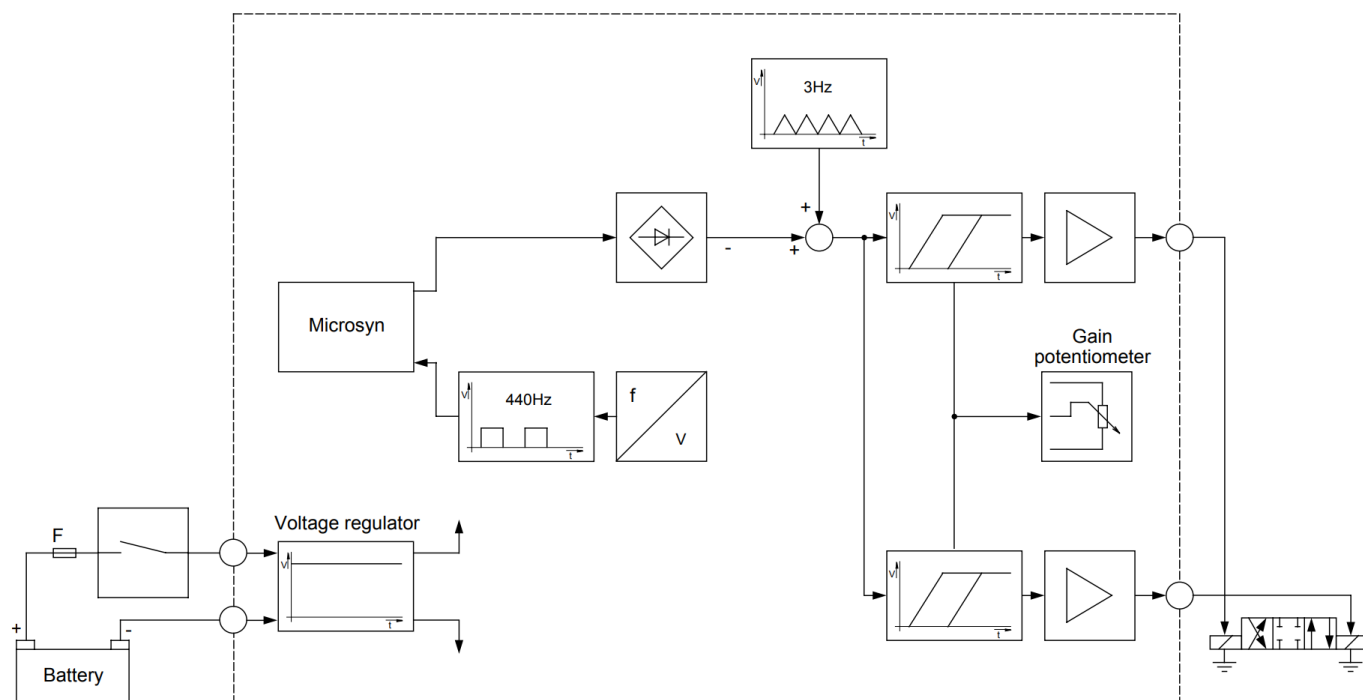 3Hz
V
t
+
-
+
V
t
Microsyn
Gain
potentiometer
440Hz
V
t
f
V
Voltage regulator
F
V
t
V
t
+
-
Battery